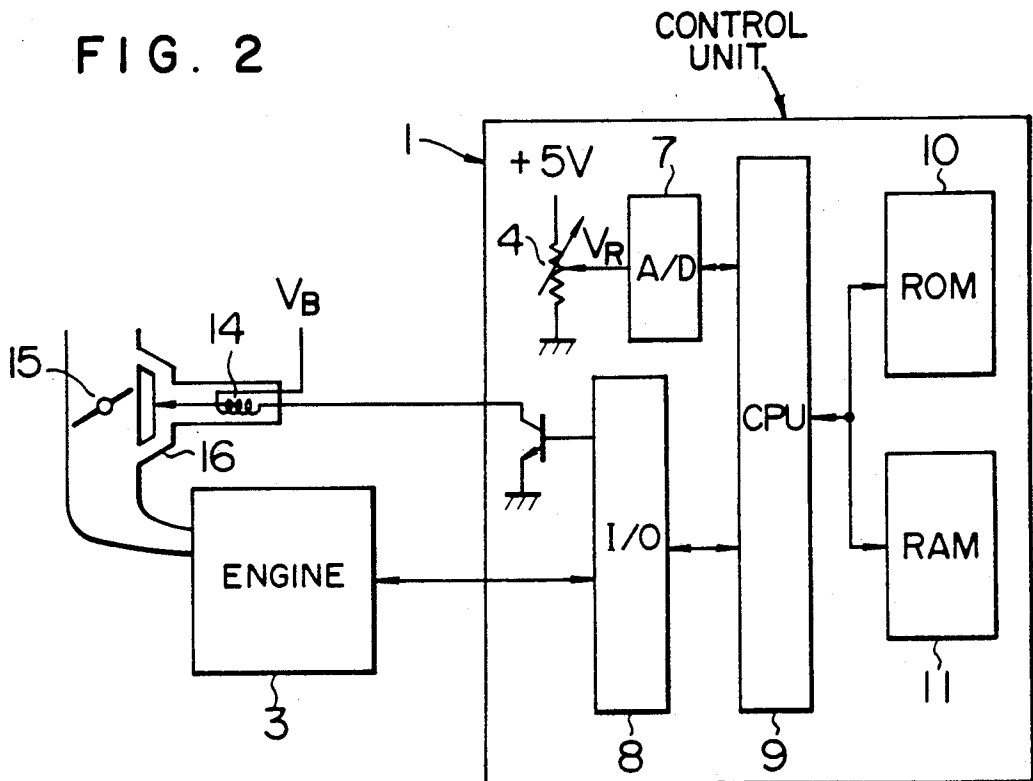 FIG. 2
CONTROL
UNIT
1
+5V
7
10
4
VR
A/D
ROM
VB
14
15
16
CPU
I/O
RAM
ENGINE
3
8
9
11